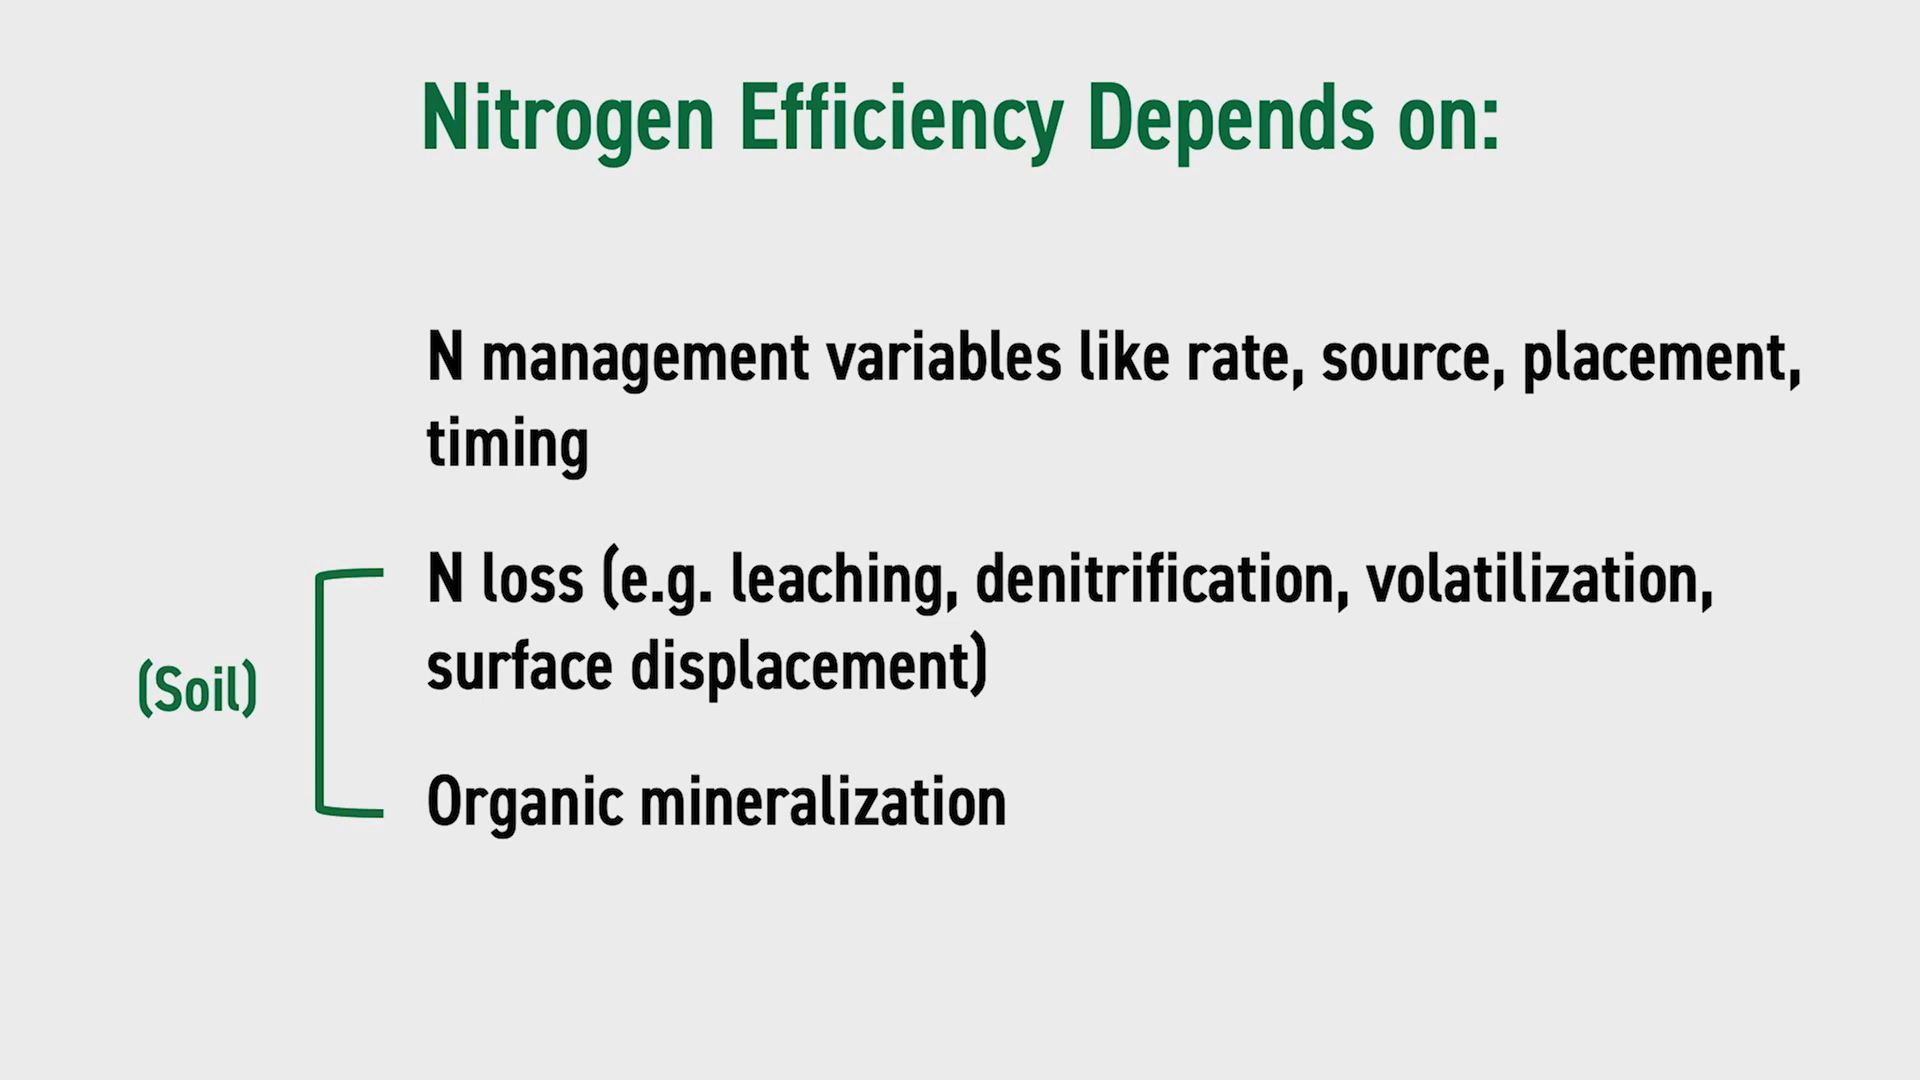 Nitrogen Efficiency Depends on:
N management variables like rate, source, placement,
timing
N loss (e.g. leaching, denitrification, volatilization,
surface displacement)
(Soil)
Organic mineralization